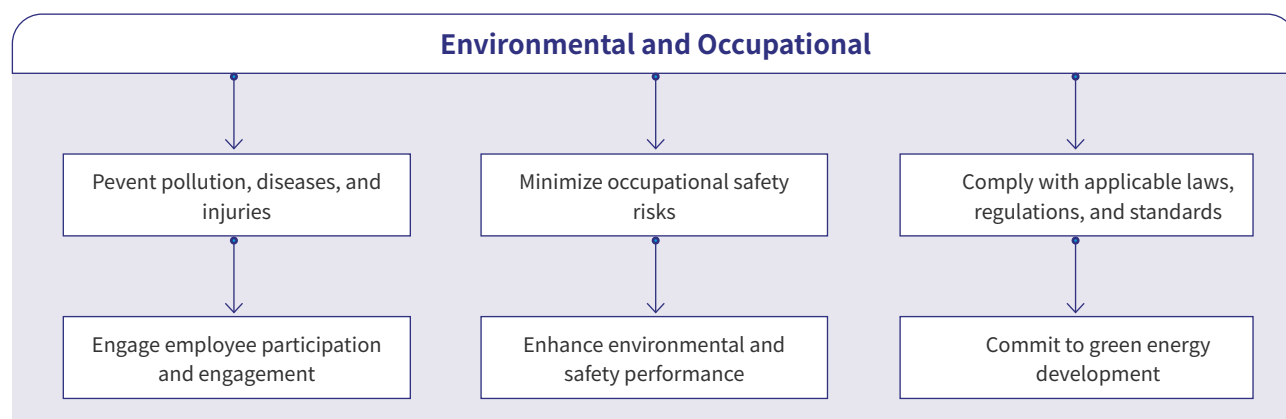 Environmental and Occupational
Pevent pollution, diseases, and
injuries
Minimize occupational safety
risks
Comply with applicable laws,
regulations, and standards
Engage employee participation
and engagement
Enhance environmental and
safety performance
Commit to green energy
development